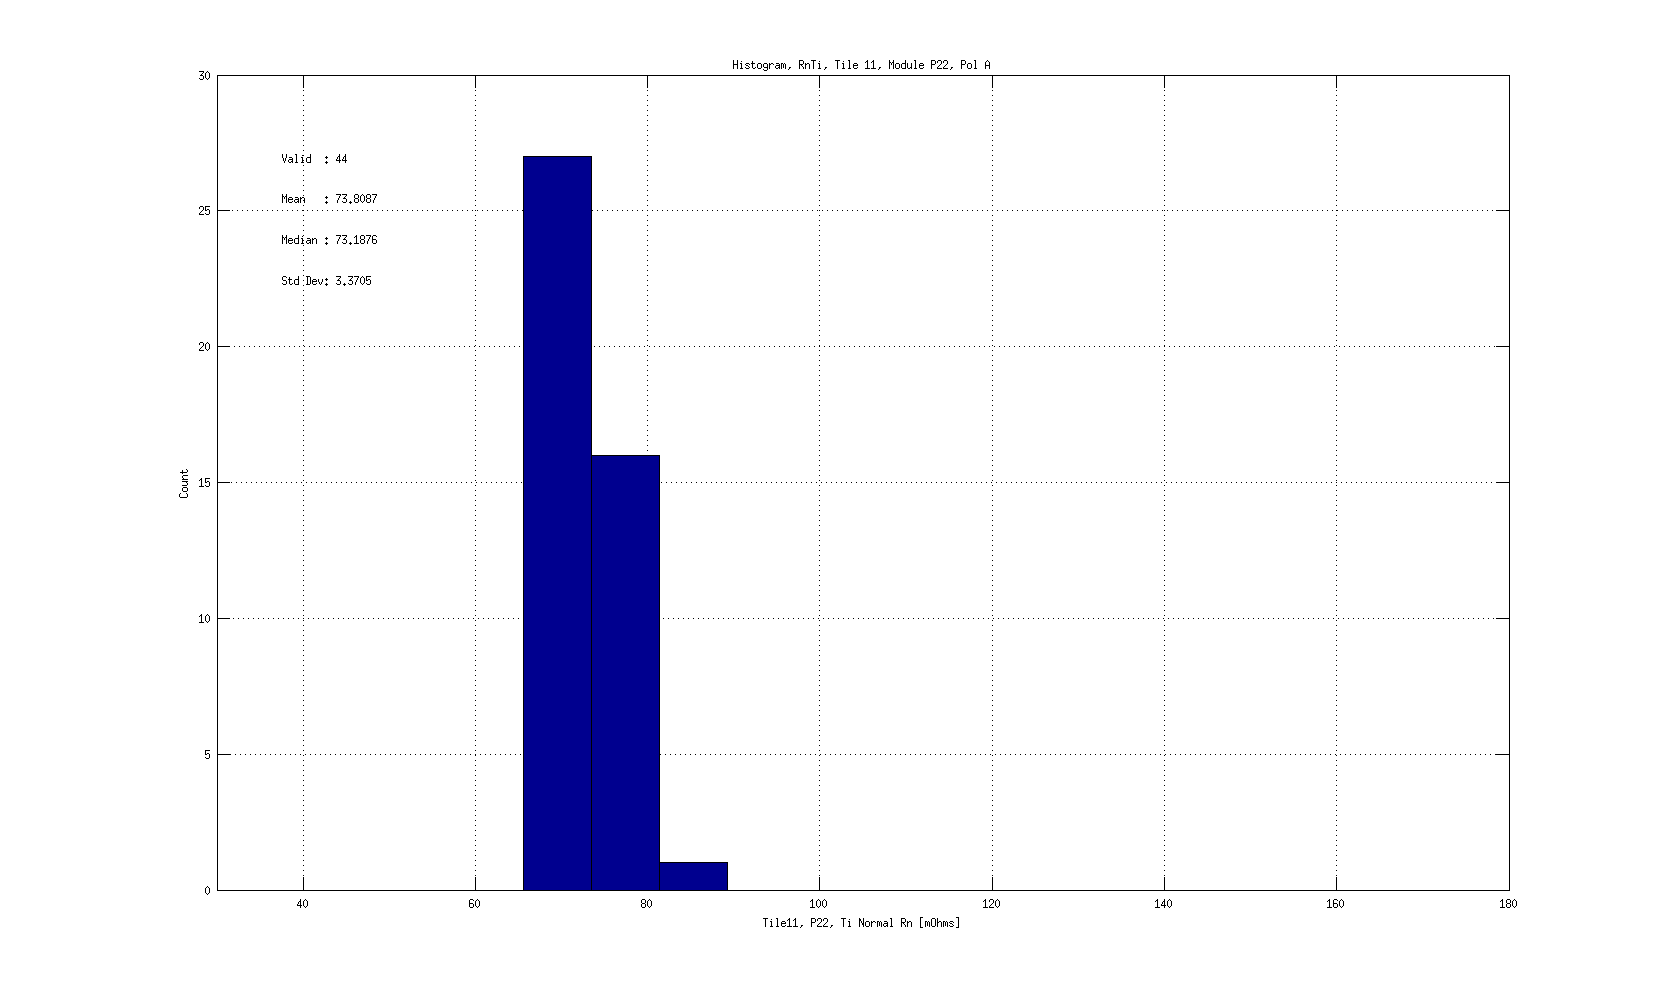 Histogram, RnTi, Tile 11, Module P22, Pol A
30
Valid : 44
Mean : 73.8087
25
Median : 73.1876
Std Dev: 3.3705
20
Count
15
10
5
0
40 60 80 100 120 140 160 180
Tile11, P22, Ti Normal Rn [mOhms]